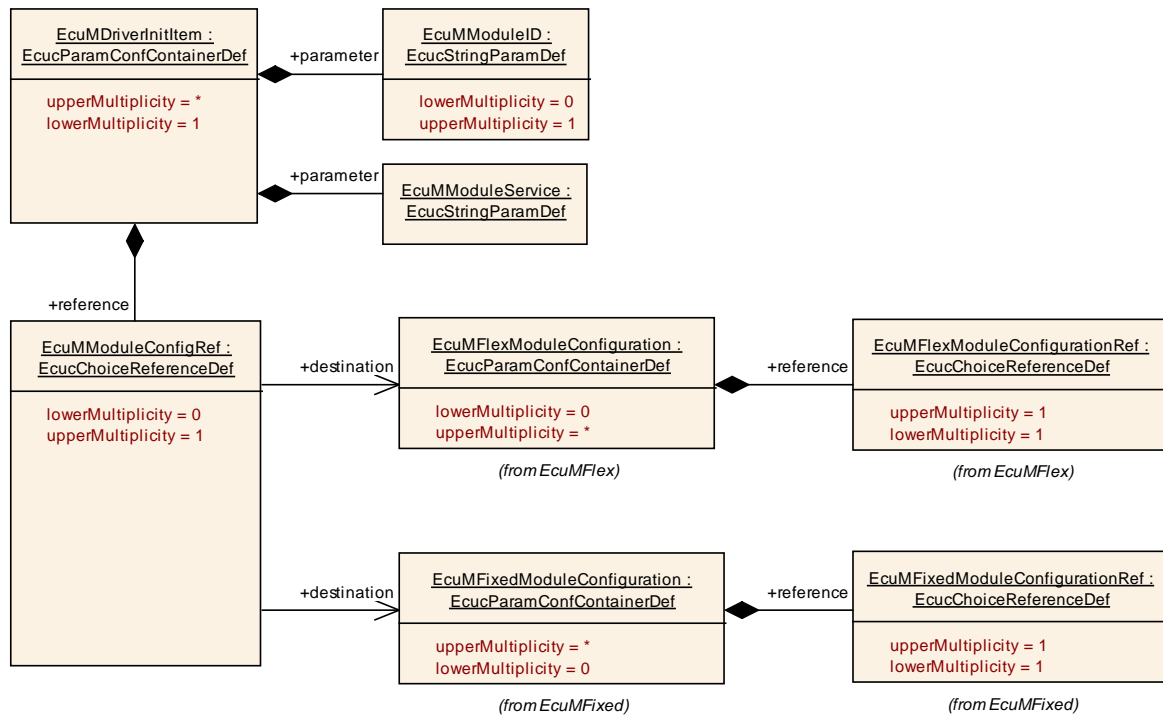 EcuMDriverInitItem :
EcucParamConfContainerDef
upperMultiplicity = *
lowerMultiplicity = 1
+parameter
EcuMModuleID :
EcucStringParamDef
lowerMultiplicity = 0
upperMultiplicity = 1
+parameter
EcuMModuleService :
EcucStringParamDef
+reference
EcuMModuleConfigRef :
EcucChoiceReferenceDef
lowerMultiplicity = 0
upperMultiplicity = 1
+destination
EcuMFlexModuleConfiguration :
EcucParamConfContainerDef
lowerMultiplicity = 0
upperMultiplicity = *
(from EcuMFlex)
+reference
EcuMFlexModuleConfigurationRef :
EcucChoiceReferenceDef
upperMultiplicity = 1
lowerMultiplicity = 1
(from EcuMFlex)
+destination
EcuMFixedModuleConfiguration :
EcucParamConfContainerDef
upperMultiplicity = *
lowerMultiplicity = 0
(from EcuMFixed)
+reference
EcuMFixedModuleConfigurationRef :
EcucChoiceReferenceDef
upperMultiplicity = 1
lowerMultiplicity = 1
(from EcuMFixed)